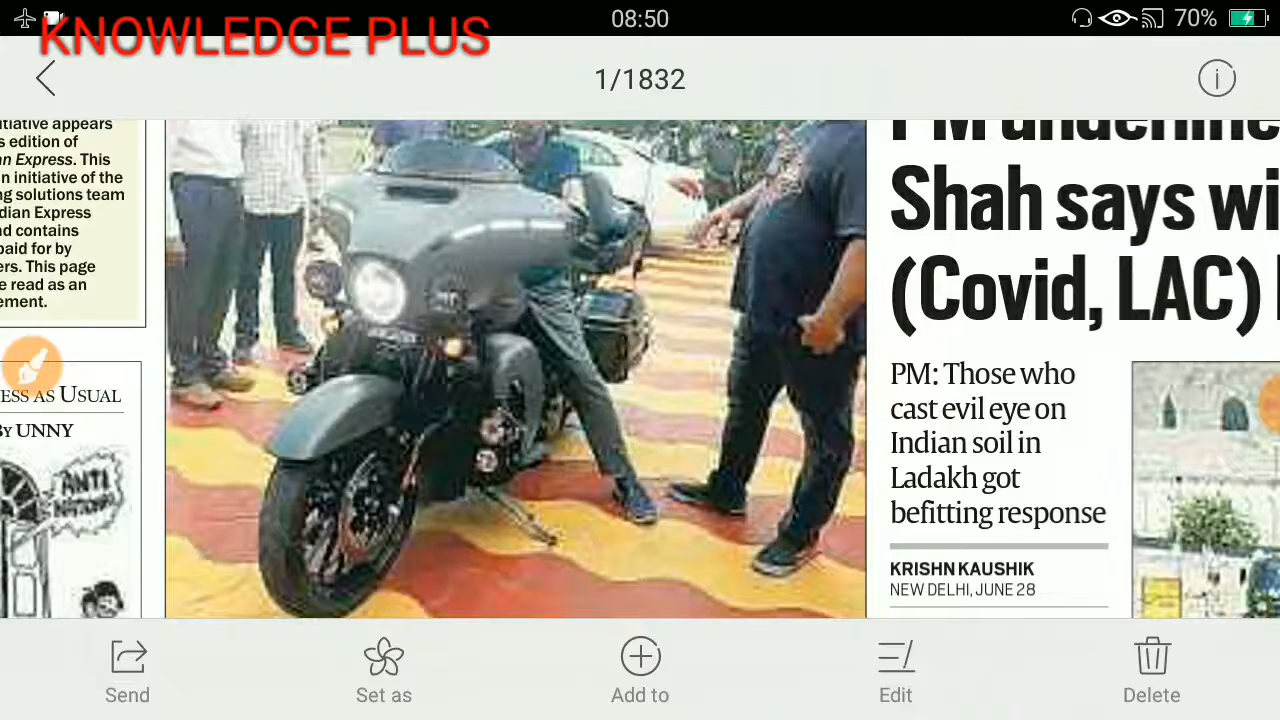 KNOWLEDGE PLUS
08:50
70%
1/1832
itiative appears
s edition of
an Express. This
n initiative of the
ng solutions team
dian Express
nd contains
paid for by
ers. This page
e read as an
ement.
ESS AS USUAL
BY UNNY
ANTI
PM underline
Shah says wi
(Covid, LAC)
PM: Those who
cast evil eye on
Indian soil in
Ladakh got
befitting response
KRISHN KAUSHIK
NEW DELHI, JUNE 28
Send
Set as
Add to
Edit
Delete